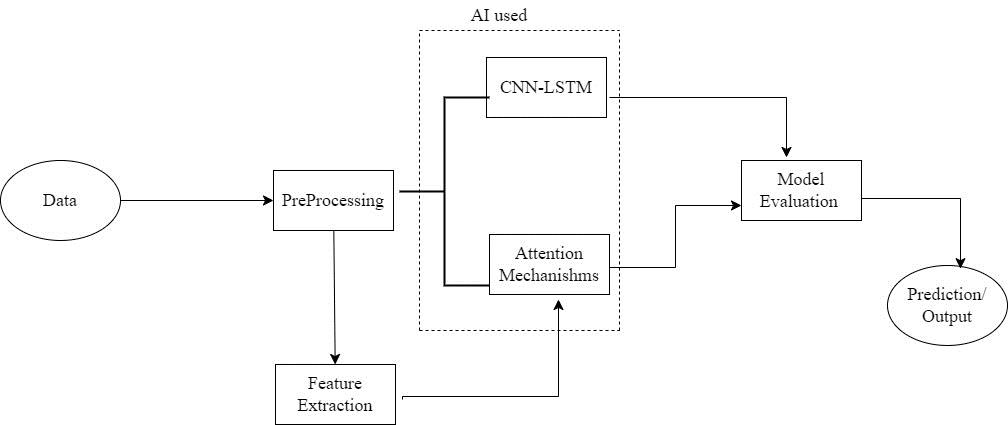 AI used
CNN-LSTM
Data
PreProcessing
Model
Evaluation
Attention
Mechanishms
Prediction/
Output
Feature
Extraction